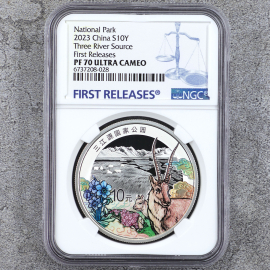 National Park
2023 China S10Y
Three River Source
First Releases
PF 70 ULTRA CAMEO
6737208-028
FIRST RELEASES®
NGC
三江源国家公园
10元